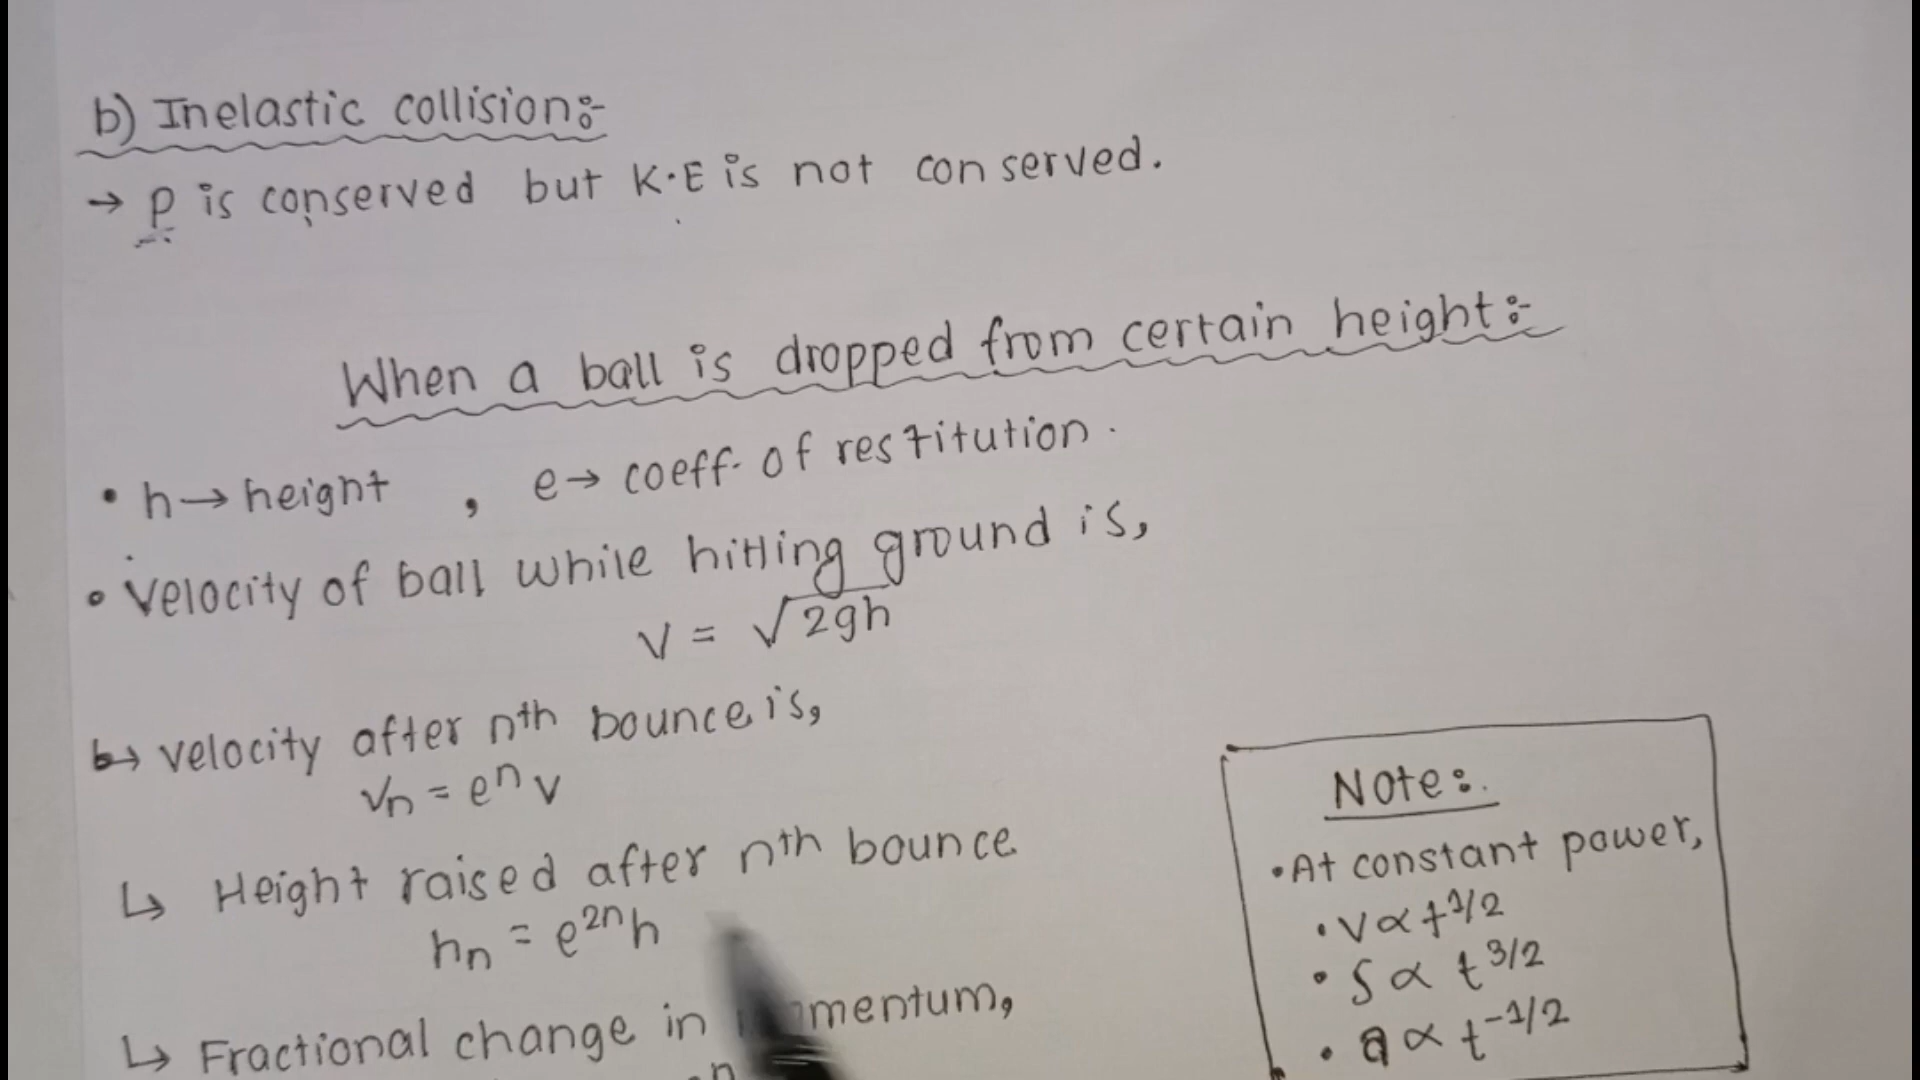 b) Inelastic collision:-
→ P is conserved but K.E is not conserved.
When a ball is dropped from certain height:-
• h → height , e → coeff. of restitution.
• Velocity of ball while hitting ground is,
V = √2gh
↳ velocity after nth bounce is,
Vn = eⁿ v
↳ Height raised after nth bounce
hn = e²ⁿh
↳ Fractional change in
Note:.
• At constant power,
• V ∝ t^1/2
• S ∝ t^3/2
• a ∝ t^-1/2